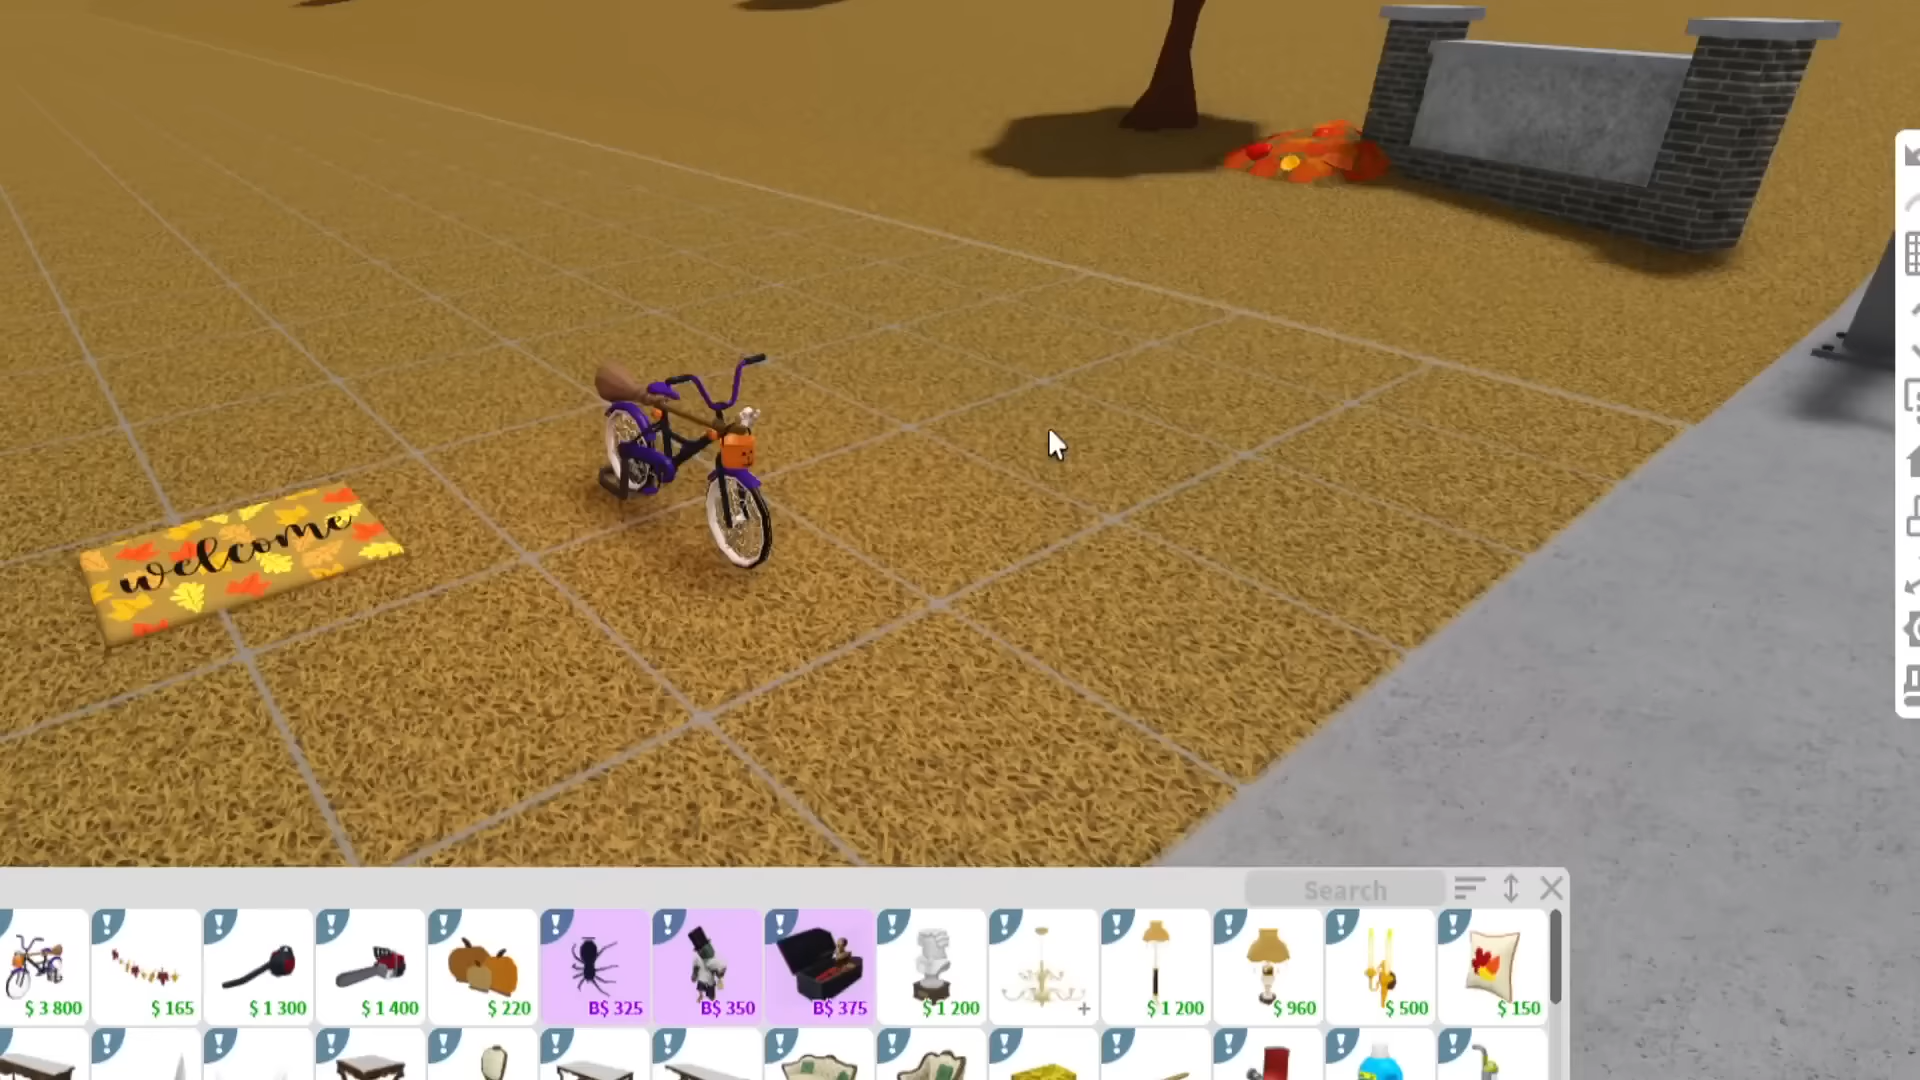 welcome
Search
$ 3 800
$ 165
$ 1 300
$ 1 400
$ 220
B$ 325
B$ 350
B$ 375
$ 1 200
+
$ 1 200
$ 960
$ 500
$ 150